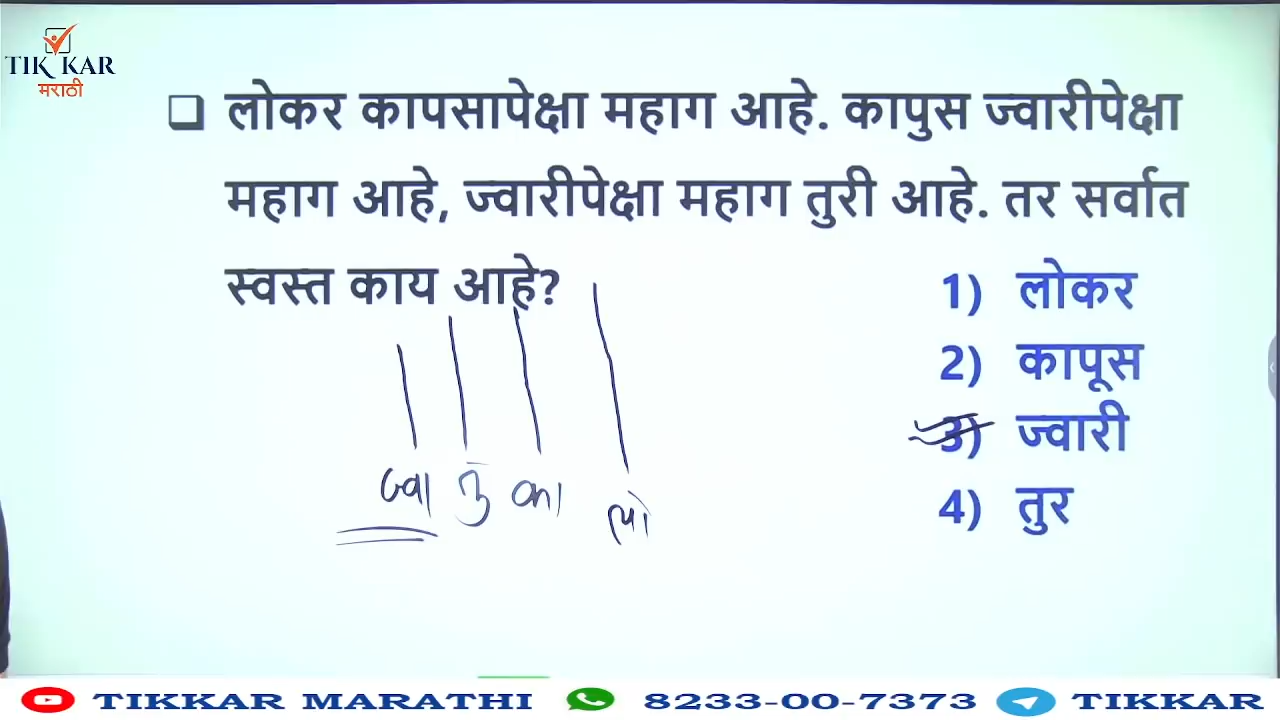 TIK KAR
मराठी
लोकर कापसापेक्षा महाग आहे. कापुस ज्वारीपेक्षा
महाग आहे, ज्वारीपेक्षा महाग तुरी आहे. तर सर्वात
स्वस्त काय आहे?
1) लोकर
2) कापूस
3) ज्वारी
4) तुर
ज्वा तु का लो
TIKKAR MARATHI 8233-00-7373 TIKKAR